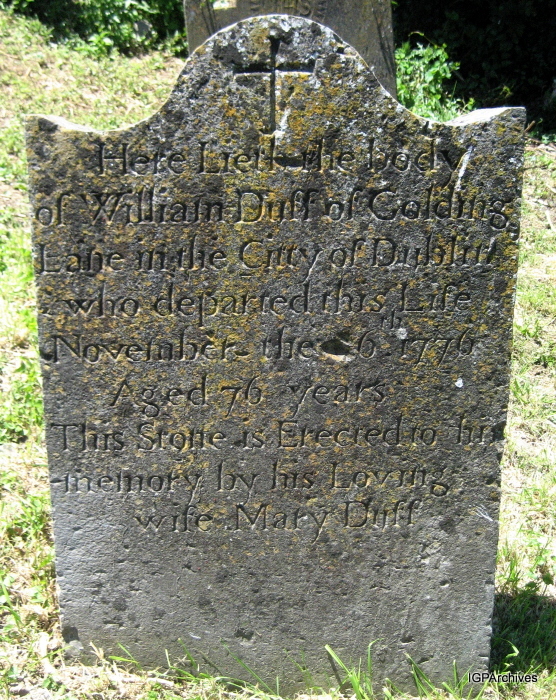 Here Lieth the body
of William Duff of Golding
Lane in the Citty of Dublin
who departed this Life
November the 6th 1776
Aged 76 years
This Stone is Erected to his
memory by his Loving
wife Mary Duff
IGPArchives